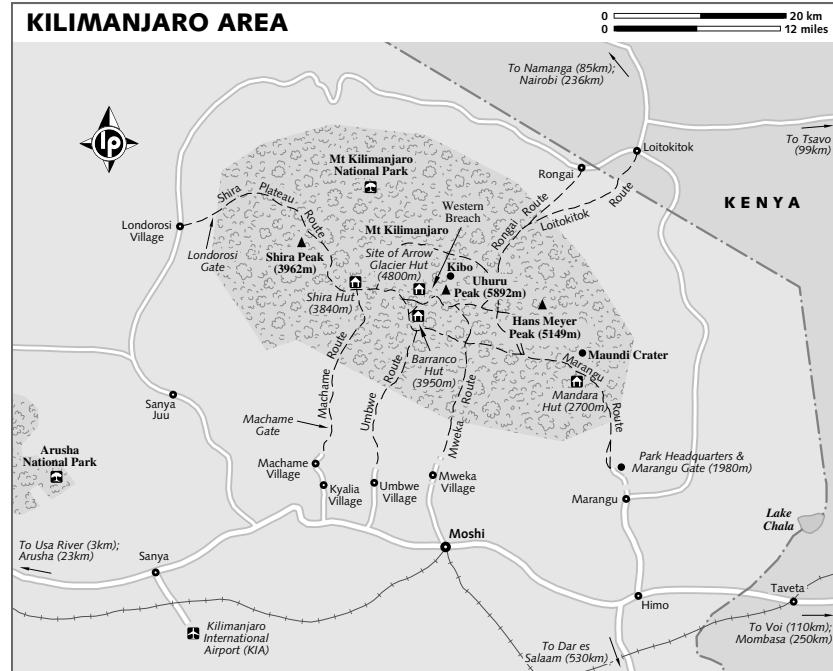 KILIMANJARO AREA
0 20 km
0 12 miles
To Namanga (85km);
Nairobi (236km)
To Tsavo
(99km)
lp
Loitokitok
Rongai
Mt Kilimanjaro
National Park
KENYA
Shira Plateau Route
Western
Breach
Rongai Route
Loitokitok Route
Londorosi
Village
Londorosi
Gate
Mt Kilimanjaro
Shira Peak
(3962m)
Site of Arrow
Glacier Hut
(4800m)
Kibo
Uhuru
Peak (5892m)
Shira Hut
(3840m)
Hans Meyer
Peak (5149m)
Barranco
Hut
(3950m)
Maundi Crater
Marangu Route
Mandara
Hut (2700m)
Machame Route
Umbwe Route
Mweka Route
Sanya
Juu
Machame
Gate
Arusha
National Park
Machame
Village
Kyalia
Village
Umbwe
Village
Mweka
Village
Park Headquarters &
Marangu Gate (1980m)
Marangu
Lake
Chala
Moshi
To Usa River (3km);
Arusha (23km)
Sanya
Taveta
Himo
Kilimanjaro
International
Airport (KIA)
To Dar es
Salaam (530km)
To Voi (110km);
Mombasa (250km)